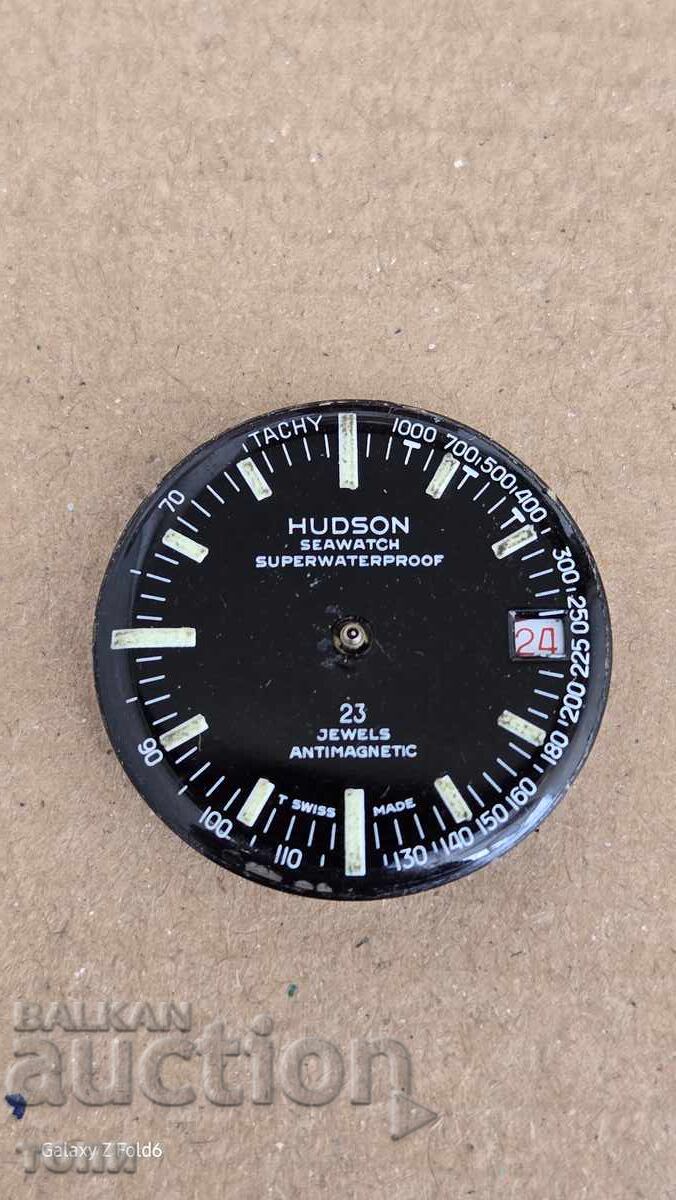 TACHY 1000 700 500 400 300 250 225 200 180 160 150 140 130 110 100 90 70
HUDSON
SEAWATCH
SUPERWATERPROOF
24
23
JEWELS
ANTIMAGNETIC
T SWISS MADE
BALKAN
auction
Galaxy Z Fold6
ТОНИ